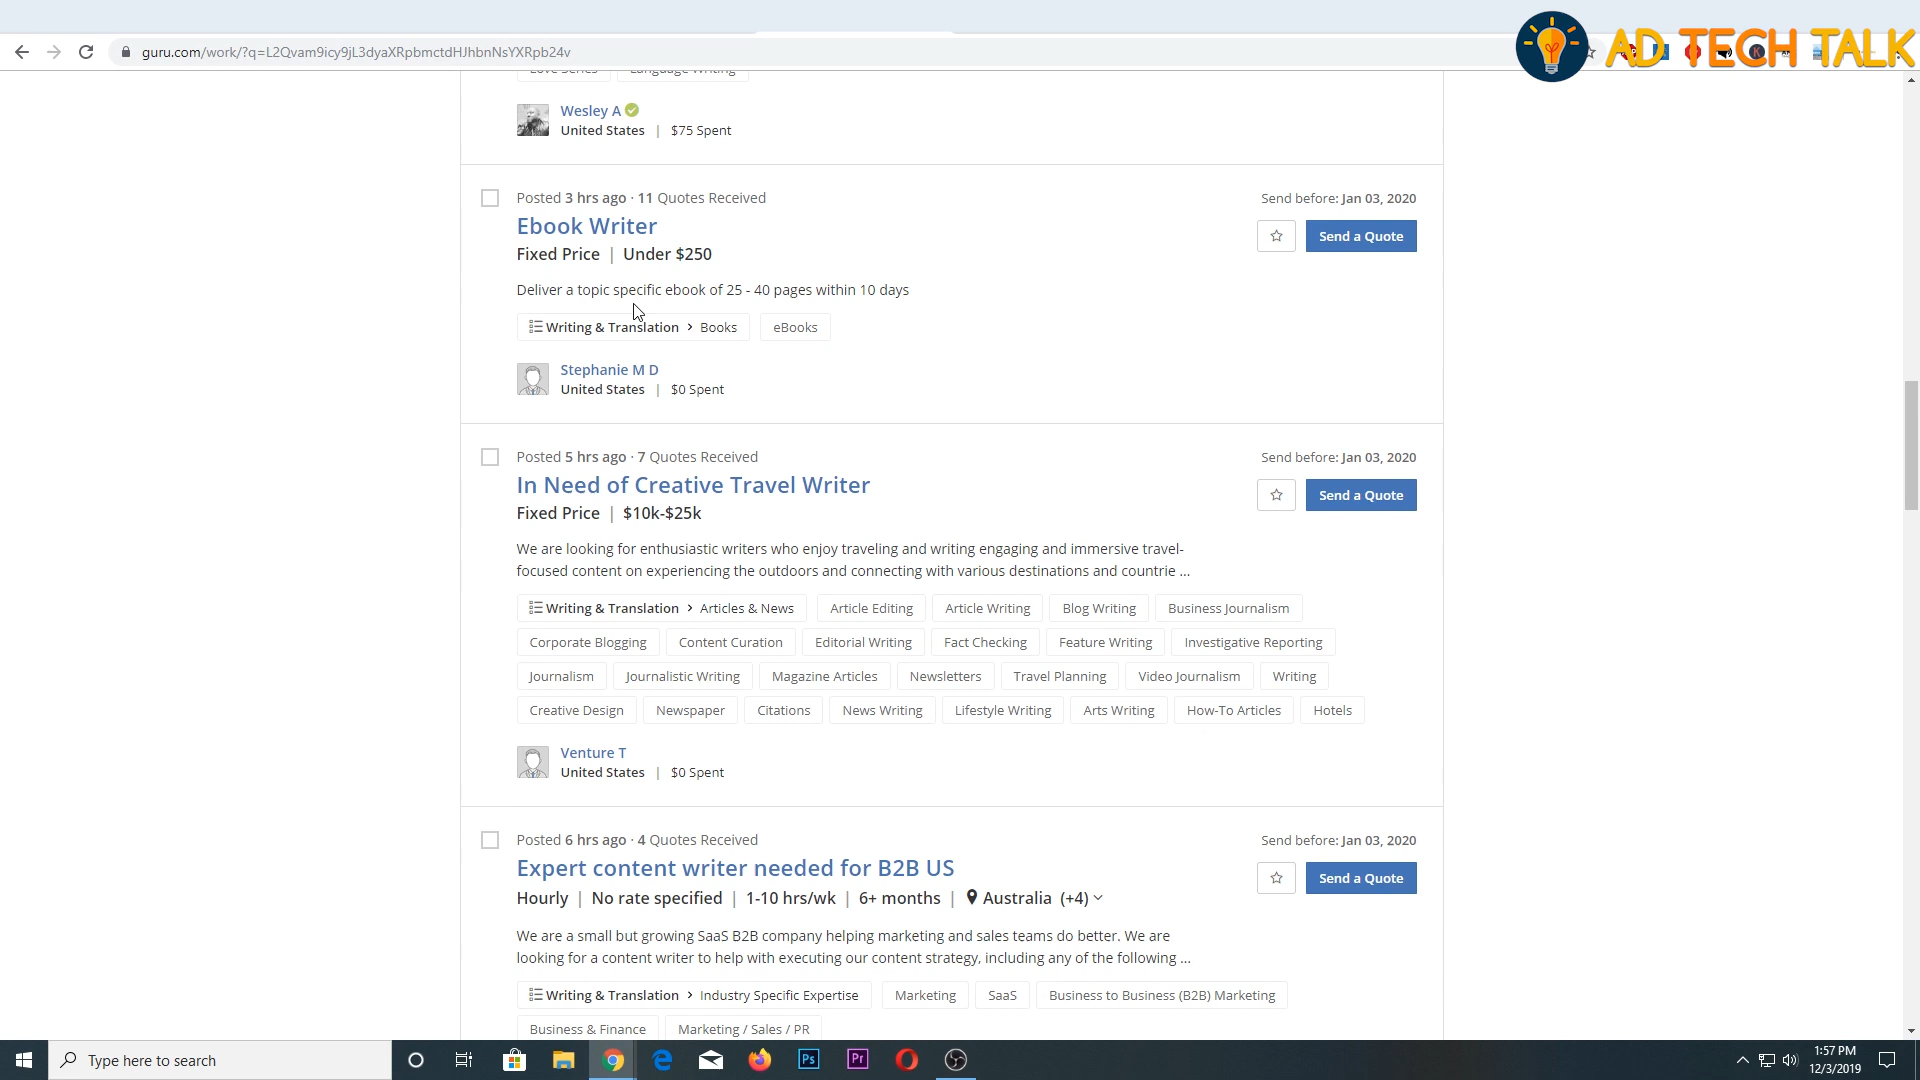 guru.com/work/?q=L2Qvam9icy9jL3dyaXRpbmctdHJhbnNsYXRpb24v
AD TECH TALK
Love Series Language Writing
Wesley A
United States | $75 Spent
Posted 3 hrs ago · 11 Quotes Received
Send before: Jan 03, 2020
Ebook Writer
Send a Quote
Fixed Price | Under $250
Deliver a topic specific ebook of 25 - 40 pages within 10 days
Writing & Translation > Books eBooks
Stephanie M D
United States | $0 Spent
Posted 5 hrs ago · 7 Quotes Received
Send before: Jan 03, 2020
In Need of Creative Travel Writer
Send a Quote
Fixed Price | $10k-$25k
We are looking for enthusiastic writers who enjoy traveling and writing engaging and immersive travel-
focused content on experiencing the outdoors and connecting with various destinations and countrie ...
Writing & Translation > Articles & News Article Editing Article Writing Blog Writing Business Journalism
Corporate Blogging Content Curation Editorial Writing Fact Checking Feature Writing Investigative Reporting
Journalism Journalistic Writing Magazine Articles Newsletters Travel Planning Video Journalism Writing
Creative Design Newspaper Citations News Writing Lifestyle Writing Arts Writing How-To Articles Hotels
Venture T
United States | $0 Spent
Posted 6 hrs ago · 4 Quotes Received
Send before: Jan 03, 2020
Expert content writer needed for B2B US
Send a Quote
Hourly | No rate specified | 1-10 hrs/wk | 6+ months | Australia (+4)
We are a small but growing SaaS B2B company helping marketing and sales teams do better. We are
looking for a content writer to help with executing our content strategy, including any of the following ...
Writing & Translation > Industry Specific Expertise Marketing SaaS Business to Business (B2B) Marketing
Business & Finance Marketing / Sales / PR
Type here to search
Ps
Pr
1:57 PM
12/3/2019